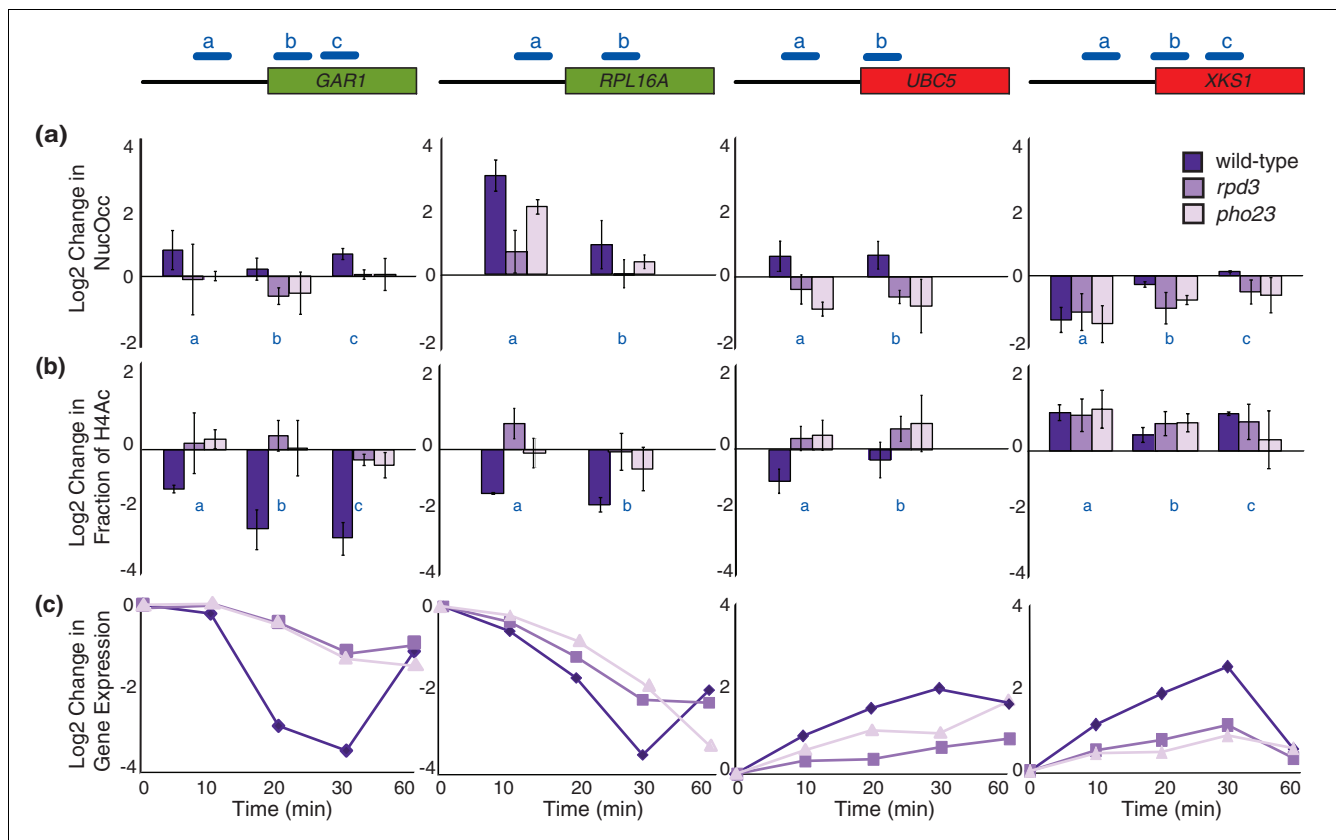 a b c a b a b a b c
GAR1 RPL16A UBC5 XKS1
(a)
Log2 Change in
NucOcc
4 4 4 4
2 2 2 2
0 0 0 0
-2 -2 -2 -2
wild-type
rpd3
pho23
a b c a b a b a b c
(b)
Log2 Change in
Fraction of H4Ac
2 2 2 2
0 0 0 0
-2 -2 -2 -2
-4 -4 -4 -4
a b c a b a b a b c
(c)
Log2 Change in
Gene Expression
0 0 4 4
-2 -2 2 2
-4 -4 0 0
0 10 20 30 60 0 10 20 30 60 0 10 20 30 60 0 10 20 30 60
Time (min) Time (min) Time (min) Time (min)